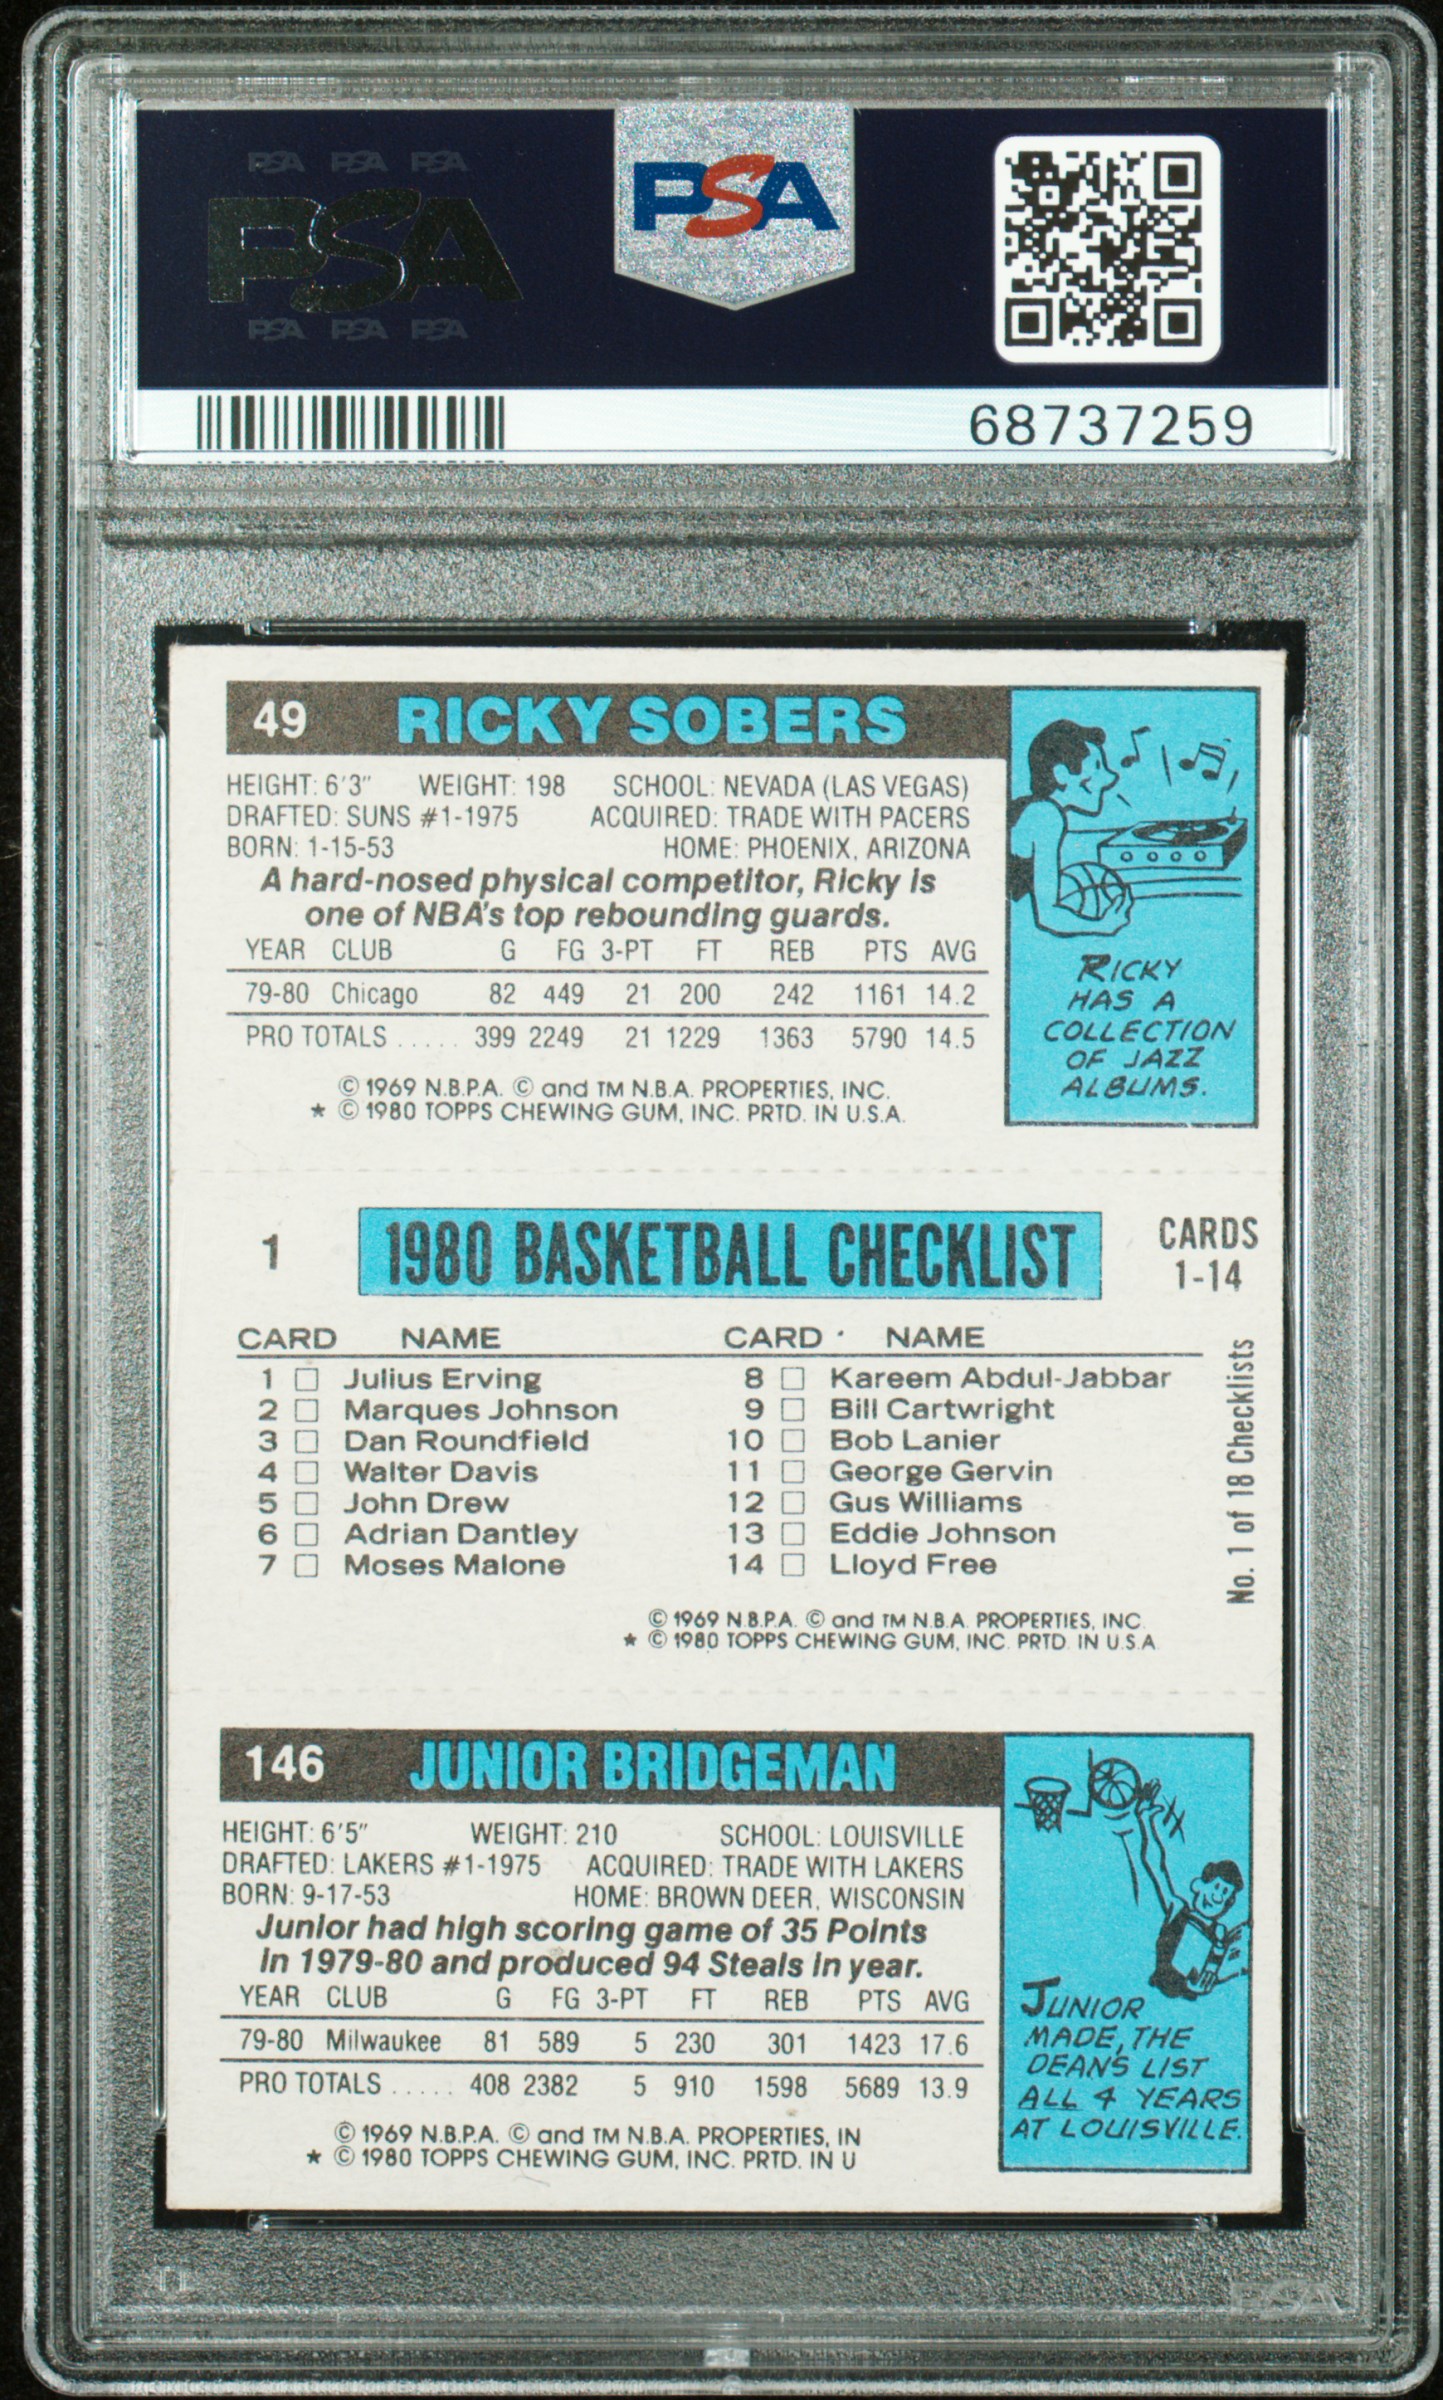 PSA PSA PSA
PSA
PSA PSA PSA
PSA
68737259
49 RICKY SOBERS
HEIGHT: 6'3" WEIGHT: 198 SCHOOL: NEVADA (LAS VEGAS)
DRAFTED: SUNS #1-1975 ACQUIRED: TRADE WITH PACERS
BORN: 1-15-53 HOME: PHOENIX, ARIZONA
A hard-nosed physical competitor, Ricky is
one of NBA's top rebounding guards.
YEAR CLUB G FG 3-PT FT REB PTS AVG
79-80 Chicago 82 449 21 200 242 1161 14.2
PRO TOTALS ..... 399 2249 21 1229 1363 5790 14.5
© 1969 N.B.P.A. © and TM N.B.A. PROPERTIES, INC.
★ © 1980 TOPPS CHEWING GUM, INC. PRTD. IN U.S.A.
RICKY
HAS A
COLLECTION
OF JAZZ
ALBUMS.
1 1980 BASKETBALL CHECKLIST CARDS
1-14
CARD NAME CARD NAME
1 Julius Erving 8 Kareem Abdul-Jabbar
2 Marques Johnson 9 Bill Cartwright
3 Dan Roundfield 10 Bob Lanier
4 Walter Davis 11 George Gervin
5 John Drew 12 Gus Williams
6 Adrian Dantley 13 Eddie Johnson
7 Moses Malone 14 Lloyd Free
No. 1 of 18 Checklists
© 1969 N.B.P.A. © and TM N.B.A. PROPERTIES, INC.
★ © 1980 TOPPS CHEWING GUM, INC. PRTD. IN U.S.A.
146 JUNIOR BRIDGEMAN
HEIGHT: 6'5" WEIGHT: 210 SCHOOL: LOUISVILLE
DRAFTED: LAKERS #1-1975 ACQUIRED: TRADE WITH LAKERS
BORN: 9-17-53 HOME: BROWN DEER, WISCONSIN
Junior had high scoring game of 35 Points
in 1979-80 and produced 94 Steals in year.
YEAR CLUB G FG 3-PT FT REB PTS AVG
79-80 Milwaukee 81 589 5 230 301 1423 17.6
PRO TOTALS ..... 408 2382 5 910 1598 5689 13.9
© 1969 N.B.P.A. © and TM N.B.A. PROPERTIES, IN
★ © 1980 TOPPS CHEWING GUM, INC. PRTD. IN U
JUNIOR
MADE THE
DEAN'S LIST
ALL 4 YEARS
AT LOUISVILLE.
PSA